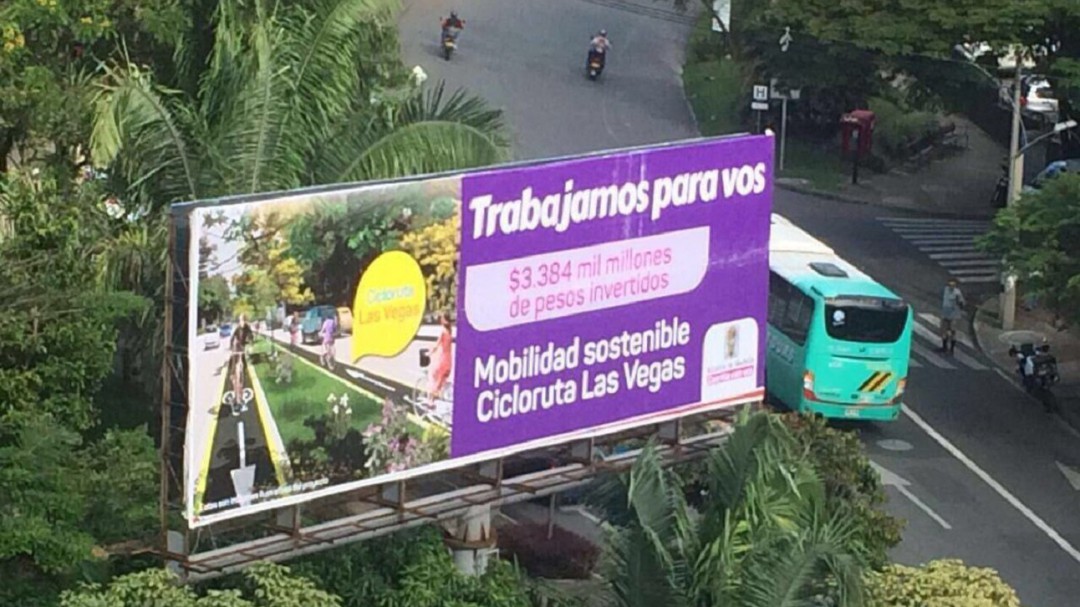 Trabajamos para vos
$3.384 mil millones
de pesos invertidos
Mobilidad sostenible
Cicloruta Las Vegas
Cicloruta
Las Vegas
H